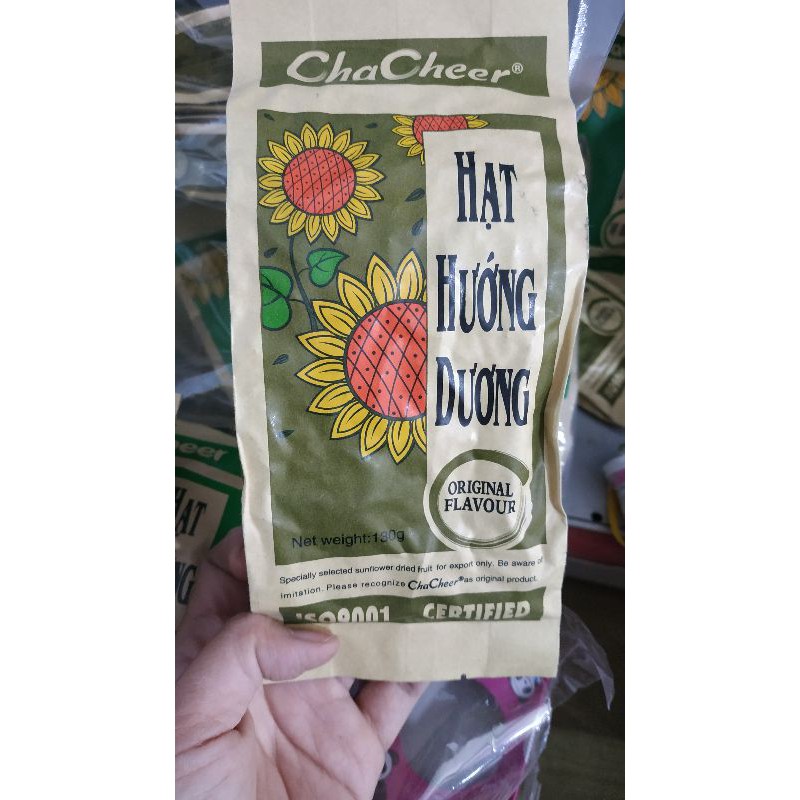 ChaCheer®
HẠT
HƯỚNG
DƯƠNG
ORIGINAL
FLAVOUR
Net weight:130g
Specially selected sunflower dried fruit for export only. Be aware of
imitation. Please recognize ChaCheer® as original product.
ISO9001 CERTIFIED
HẠT